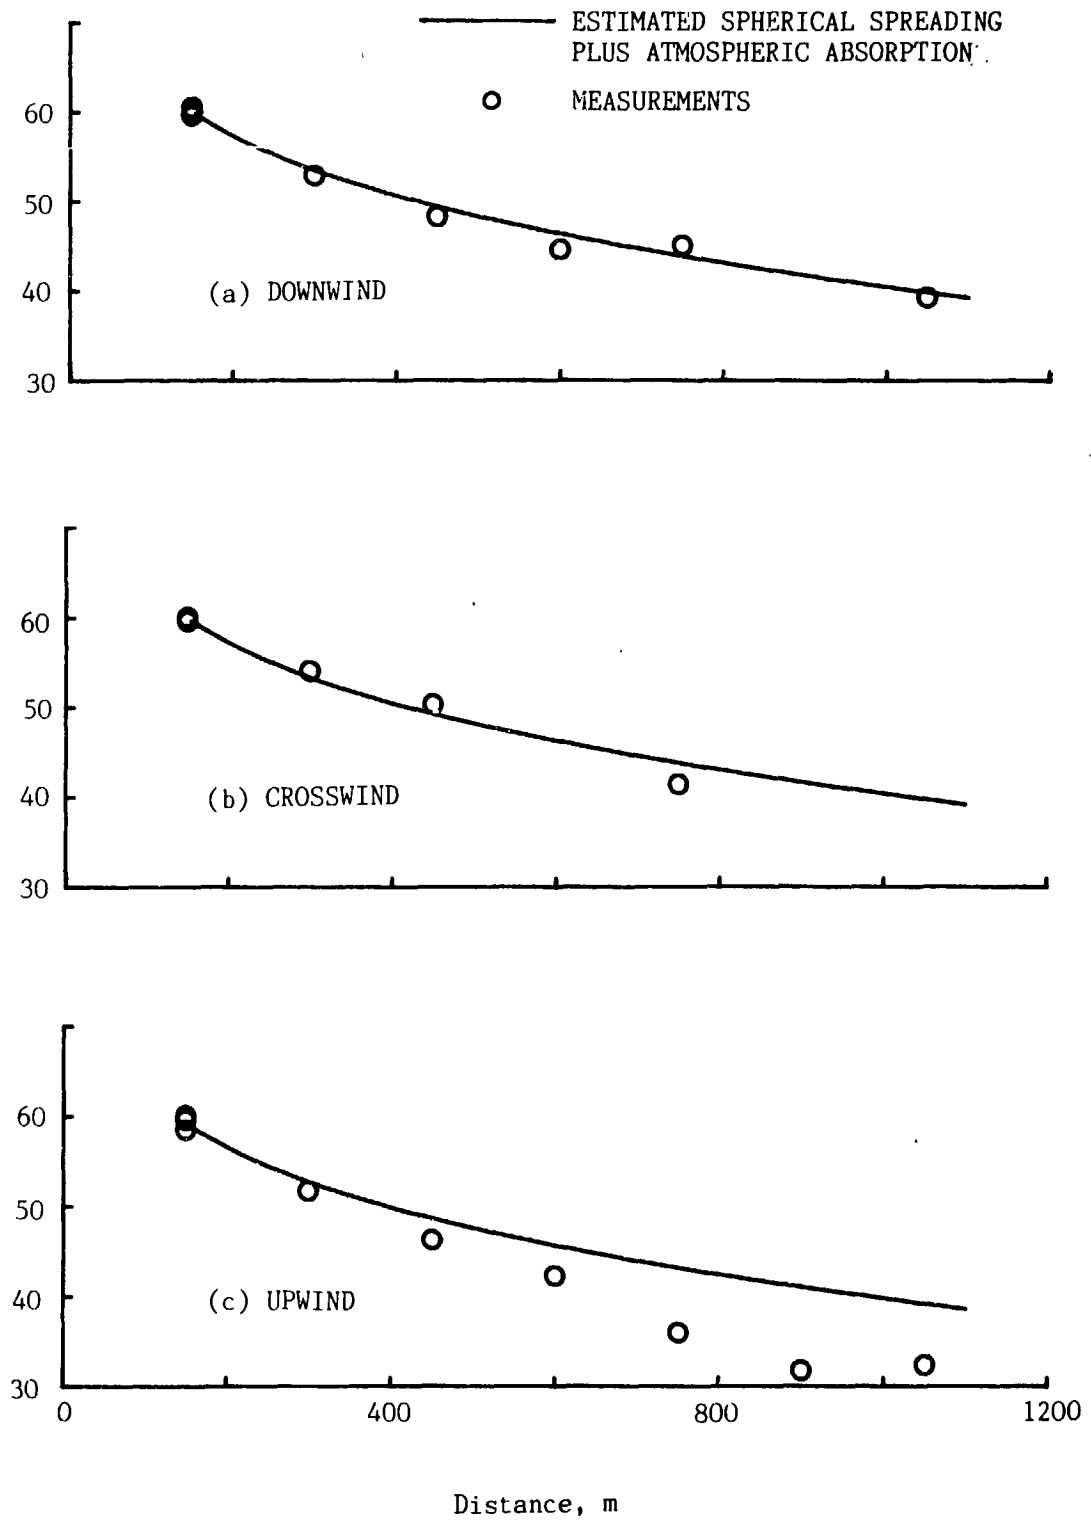 ESTIMATED SPHERICAL SPREADING
PLUS ATMOSPHERIC ABSORPTION
MEASUREMENTS
60
50
40
30
(a) DOWNWIND
60
50
40
30
(b) CROSSWIND
60
50
40
30
(c) UPWIND
0 400 800 1200
Distance, m